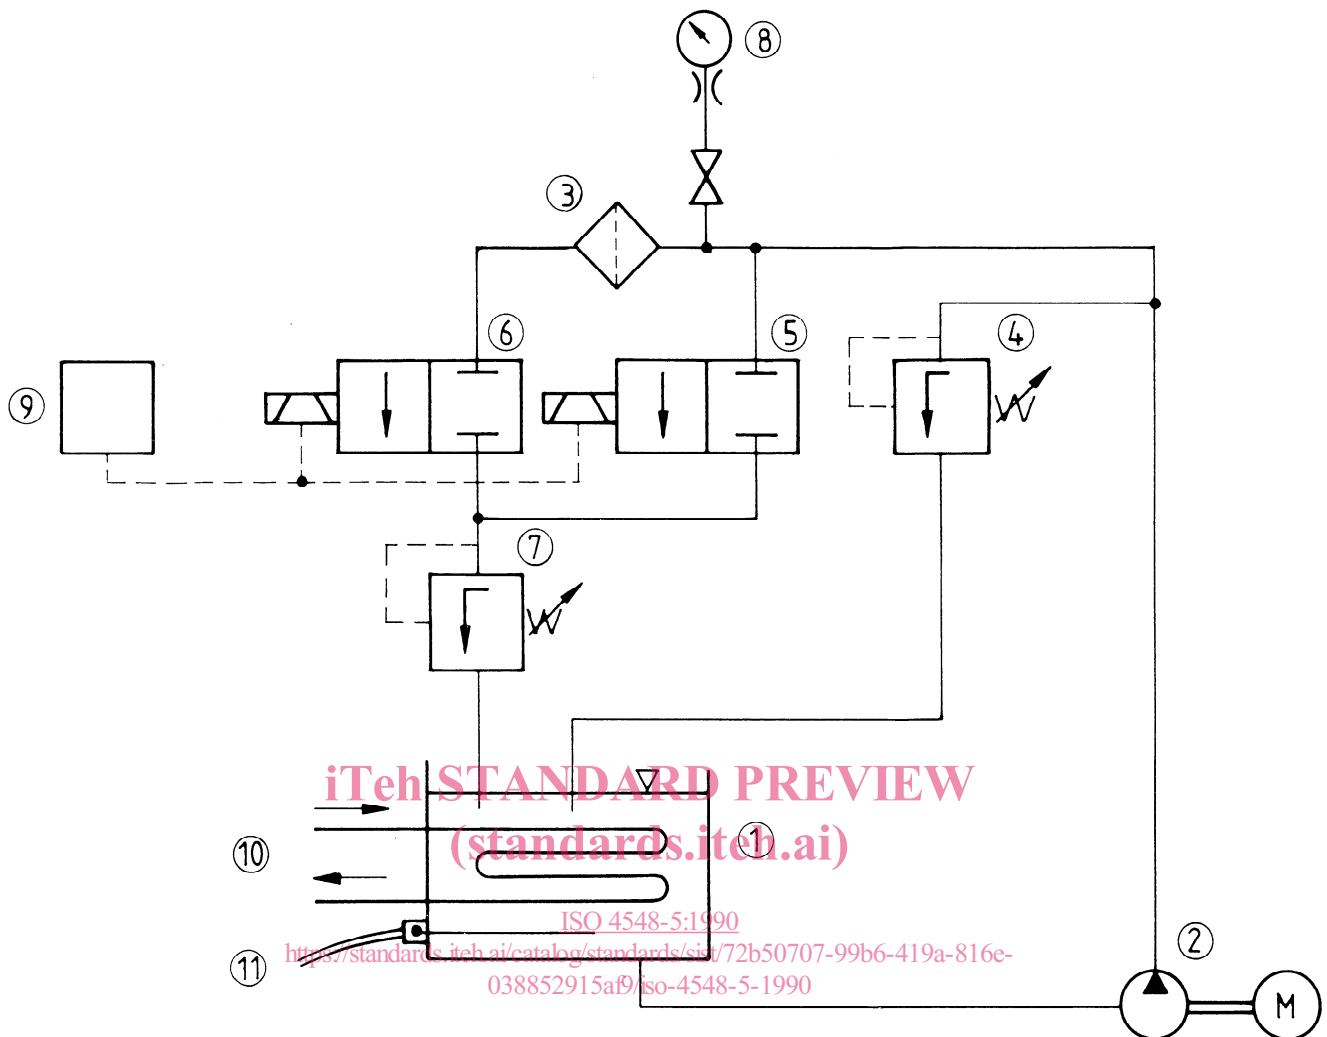 8
3
6
5
4
9
7
iTeh STANDARD PREVIEW
10
(standards.iteh.ai)
1
ISO 4548-5:1990
11
https://standards.iteh.ai/catalog/standards/sist/72b50707-99b6-419a-816e-
038852915af9/iso-4548-5-1990
2
M